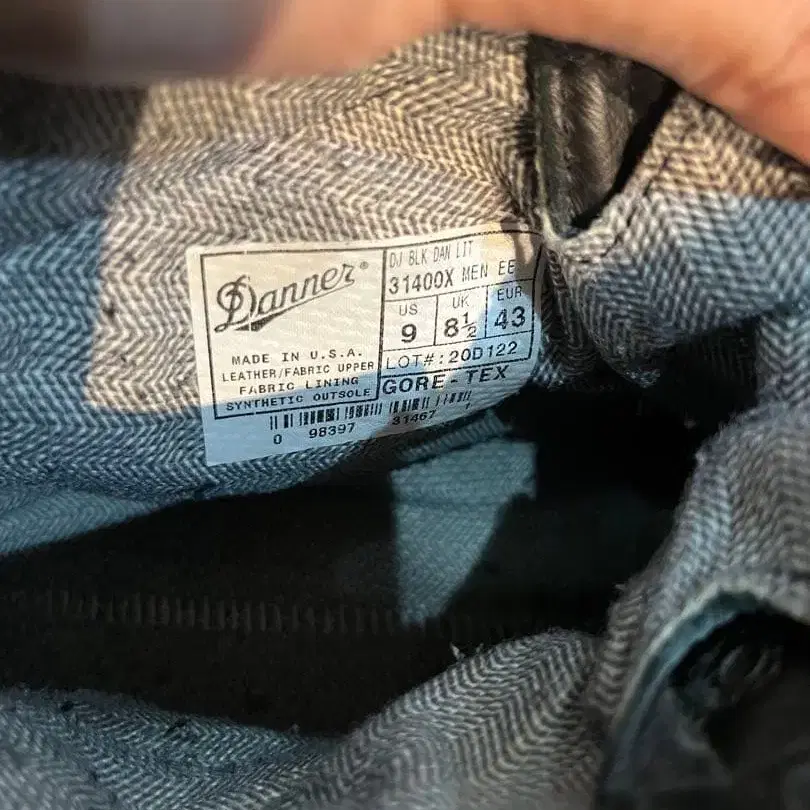 Danner®
MADE IN U.S.A.
LEATHER/FABRIC UPPER
FABRIC LINING
SYNTHETIC OUTSOLE
DJ BLK DAN LIT
31400X MEN EE
US UK EUR
9 8½ 43
LOT#:20D122
GORE-TEX
0 98397 31467